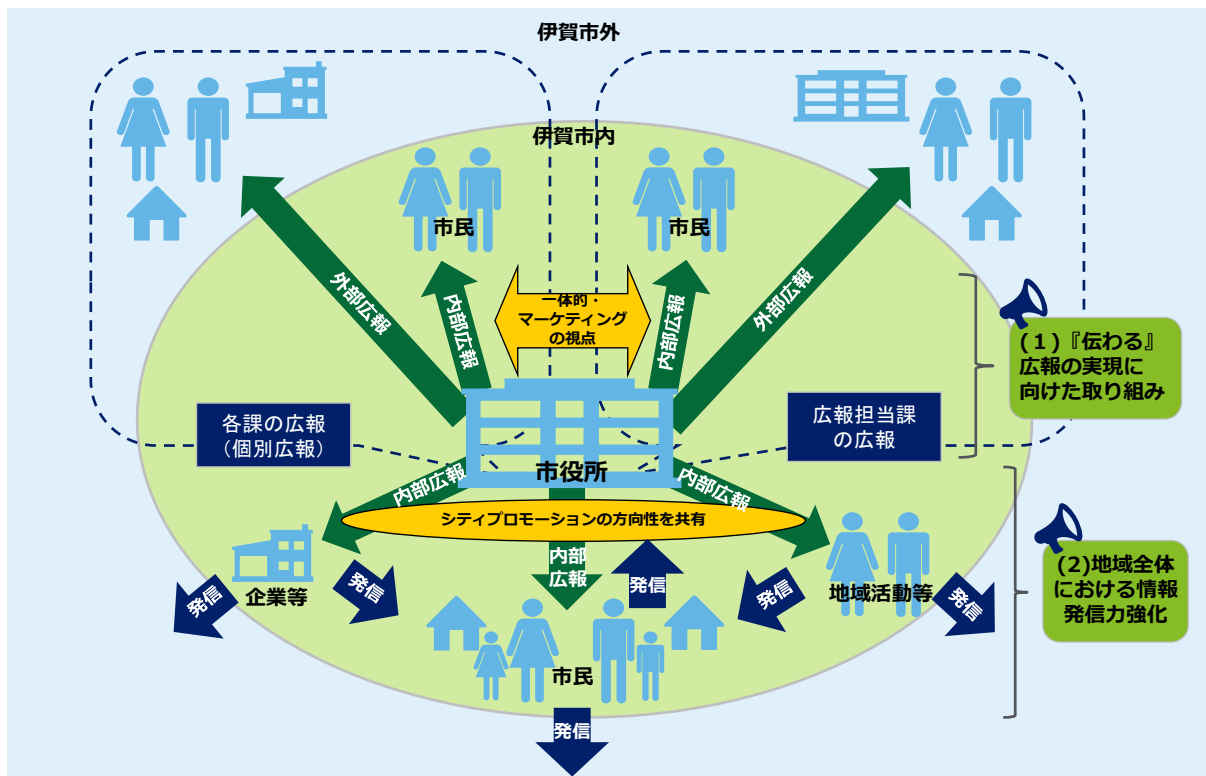 伊賀市外
伊賀市内
市民
市民
外部広報
内部広報
一体的・
マーケティング
の視点
内部広報
外部広報
(1)『伝わる』
広報の実現に
向けた取り組み
各課の広報
（個別広報）
広報担当課
の広報
市役所
内部広報
内部広報
シティプロモーションの方向性を共有
内部
広報
企業等
発信
発信
発信
発信
地域活動等
発信
(2)地域全体
における情報
発信力強化
市民
発信